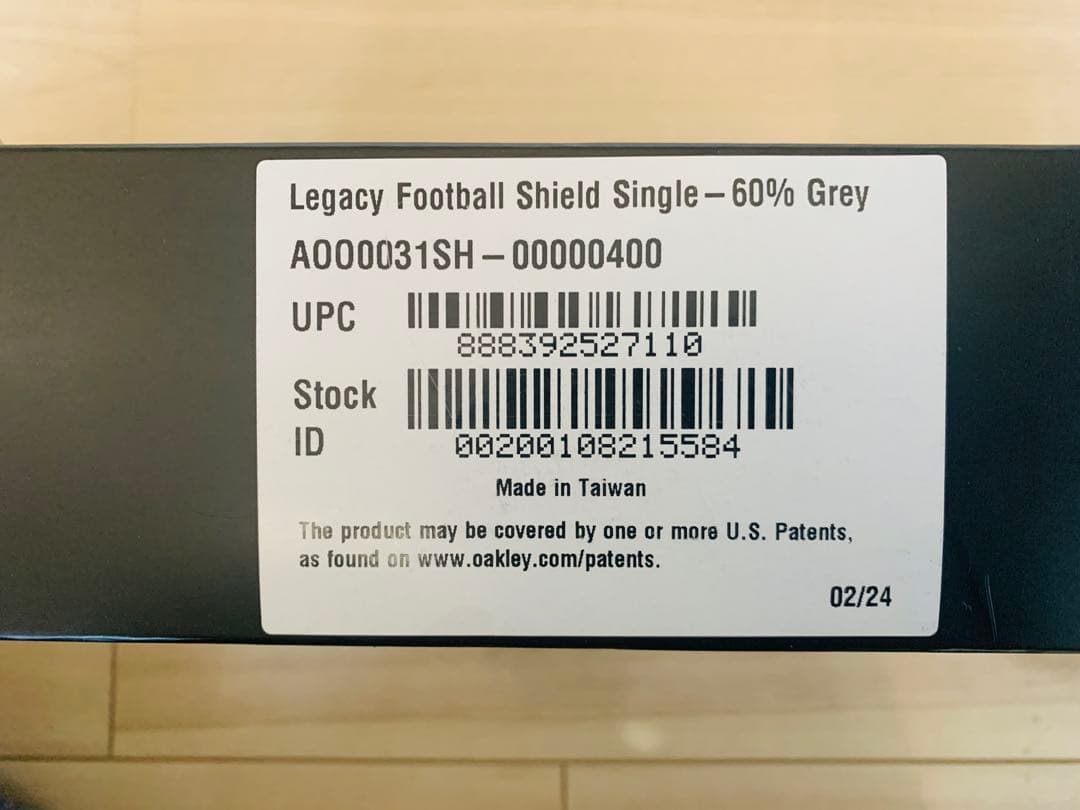 Legacy Football Shield Single – 60% Grey
AOO0031SH – 00000400
UPC
888392527110
Stock
ID
00200108215584
Made in Taiwan
The product may be covered by one or more U.S. Patents,
as found on www.oakley.com/patents.
02/24